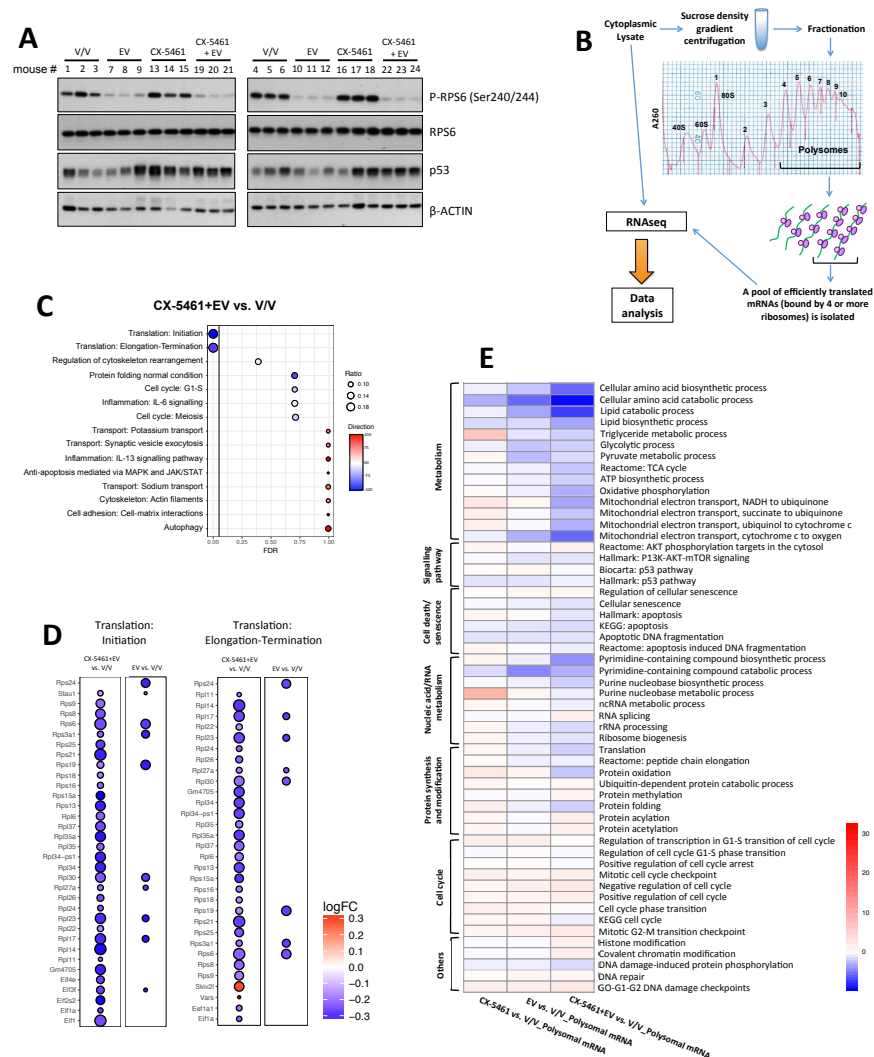 A
V/V EV CX-5461 CX-5461 + EV V/V EV CX-5461 CX-5461 + EV
mouse # 1 2 3 7 8 9 13 14 15 19 20 21 4 5 6 10 11 12 16 17 18 22 23 24
P-RPS6 (Ser240/244)
RPS6
p53
β-ACTIN
B
Cytoplasmic Lysate
Sucrose density gradient centrifugation
Fractionation
A260
40S 60S 80S
1 2 3 4 5 6 7 8 9 10
Polysomes
RNAseq
Data analysis
A pool of efficiently translated
mRNAs (bound by 4 or more
ribosomes) is isolated
C
CX-5461+EV vs. V/V
Translation: Initiation
Translation: Elongation-Termination
Regulation of cytoskeleton rearrangement
Protein folding normal condition
Cell cycle: G1-S
Inflammation: IL-6 signalling
Cell cycle: Meiosis
Transport: Potassium transport
Transport: Synaptic vesicle exocytosis
Inflammation: IL-13 signalling pathway
Anti-apoptosis mediated via MAPK and JAK/STAT
Transport: Sodium transport
Cytoskeleton: Actin filaments
Cell adhesion: Cell-matrix interactions
Autophagy
0.00 0.25 0.50 0.75 1.00
FDR
Ratio
0.10
0.14
0.18
Direction
D
Translation:
Initiation
CX-5461+EV vs. V/V
EV vs. V/V
Rps24
Stau1
Rps9
Rps8
Rps6
Rps3a1
Rps25
Rps21
Rps19
Rps18
Rps16
Rps15a
Rps13
Rpl6
Rpl37
Rpl35a
Rpl35
Rpl34-ps1
Rpl34
Rpl30
Rpl27a
Rpl26
Rpl24
Rpl23
Rpl22
Rpl17
Rpl14
Rpl11
Gm4705
Eif4e
Eif3f
Eif2s2
Eif1a
Eif1
Translation:
Elongation-Termination
CX-5461+EV vs. V/V
EV vs. V/V
Rps24
Rpl11
Rpl14
Rpl17
Rpl22
Rpl23
Rpl24
Rpl26
Rpl27a
Rpl30
Gm4705
Rpl34
Rpl34-ps1
Rpl35
Rpl35a
Rpl37
Rpl6
Rps13
Rps15a
Rps16
Rps18
Rps19
Rps21
Rps25
Rps3a1
Rps6
Rps8
Rps9
Skiv2l
Vars
Eef1a1
Eif1a
logFC
0.3
0.2
0.1
0.0
−0.1
−0.2
−0.3
E
Metabolism
Cellular amino acid biosynthetic process
Cellular amino acid catabolic process
Lipid catabolic process
Lipid biosynthetic process
Triglyceride metabolic process
Glycolytic process
Pyruvate metabolic process
Reactome: TCA cycle
ATP biosynthetic process
Oxidative phosphorylation
Mitochondrial electron transport, NADH to ubiquinone
Mitochondrial electron transport, succinate to ubiquinone
Mitochondrial electron transport, ubiquinol to cytochrome c
Mitochondrial electron transport, cytochrome c to oxygen
Signalling pathway
Reactome: AKT phosphorylation targets in the cytosol
Hallmark: P13K-AKT-mTOR signaling
Biocarta: p53 pathway
Hallmark: p53 pathway
Cell death/ senescence
Regulation of cellular senescence
Cellular senescence
Hallmark: apoptosis
KEGG: apoptosis
Apoptotic DNA fragmentation
Reactome: apoptosis induced DNA fragmentation
Nucleic acid/RNA metabolism
Pyrimidine-containing compound biosynthetic process
Pyrimidine-containing compound catabolic process
Purine nucleobase biosynthetic process
Purine nucleobase metabolic process
ncRNA metabolic process
RNA splicing
rRNA processing
Ribosome biogenesis
Protein synthesis and modification
Translation
Reactome: peptide chain elongation
Protein oxidation
Ubiquitin-dependent protein catabolic process
Protein methylation
Protein folding
Protein acylation
Protein acetylation
Cell cycle
Regulation of transcription in G1-S transition of cell cycle
Regulation of cell cycle G1-S phase transition
Positive regulation of cell cycle arrest
Mitotic cell cycle checkpoint
Negative regulation of cell cycle
Positive regulation of cell cycle
Cell cycle phase transition
KEGG cell cycle
Mitotic G2-M transition checkpoint
Others
Histone modification
Covalent chromatin modification
DNA damage-induced protein phosphorylation
DNA repair
GO-G1-G2 DNA damage checkpoints
CX-5461 vs. V/V_Polysomal mRNA
EV vs. V/V_Polysomal mRNA
CX-5461+EV vs. V/V_Polysomal mRNA
30
20
10
0